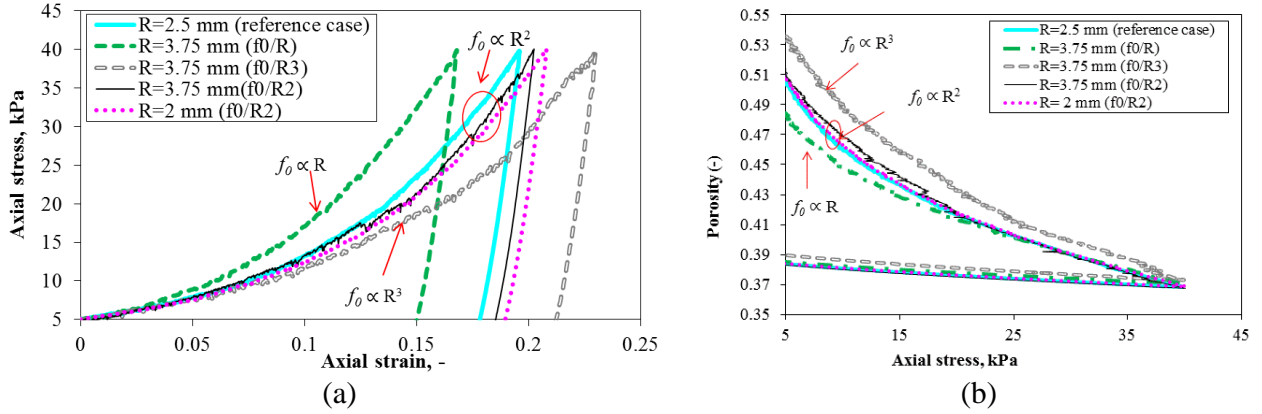 R=2.5 mm (reference case)
R=3.75 mm (f0/R)
R=3.75 mm (f0/R3)
R=3.75 mm(f0/R2)
R=2 mm (f0/R2)
f₀ ∝ R²
f₀ ∝ R
f₀ ∝ R³
Axial stress, kPa
45
40
35
30
25
20
15
10
5
0
0.05
0.1
0.15
0.2
0.25
Axial strain, -
(a)
R=2.5 mm (reference case)
R=3.75 mm (f0/R)
R=3.75 mm (f0/R3)
R=3.75 mm (f0/R2)
R= 2 mm (f0/R2)
f₀ ∝ R³
f₀ ∝ R²
f₀ ∝ R
Porosity (-)
0.55
0.53
0.51
0.49
0.47
0.45
0.43
0.41
0.39
0.37
0.35
5
15
25
35
45
Axial stress, kPa
(b)